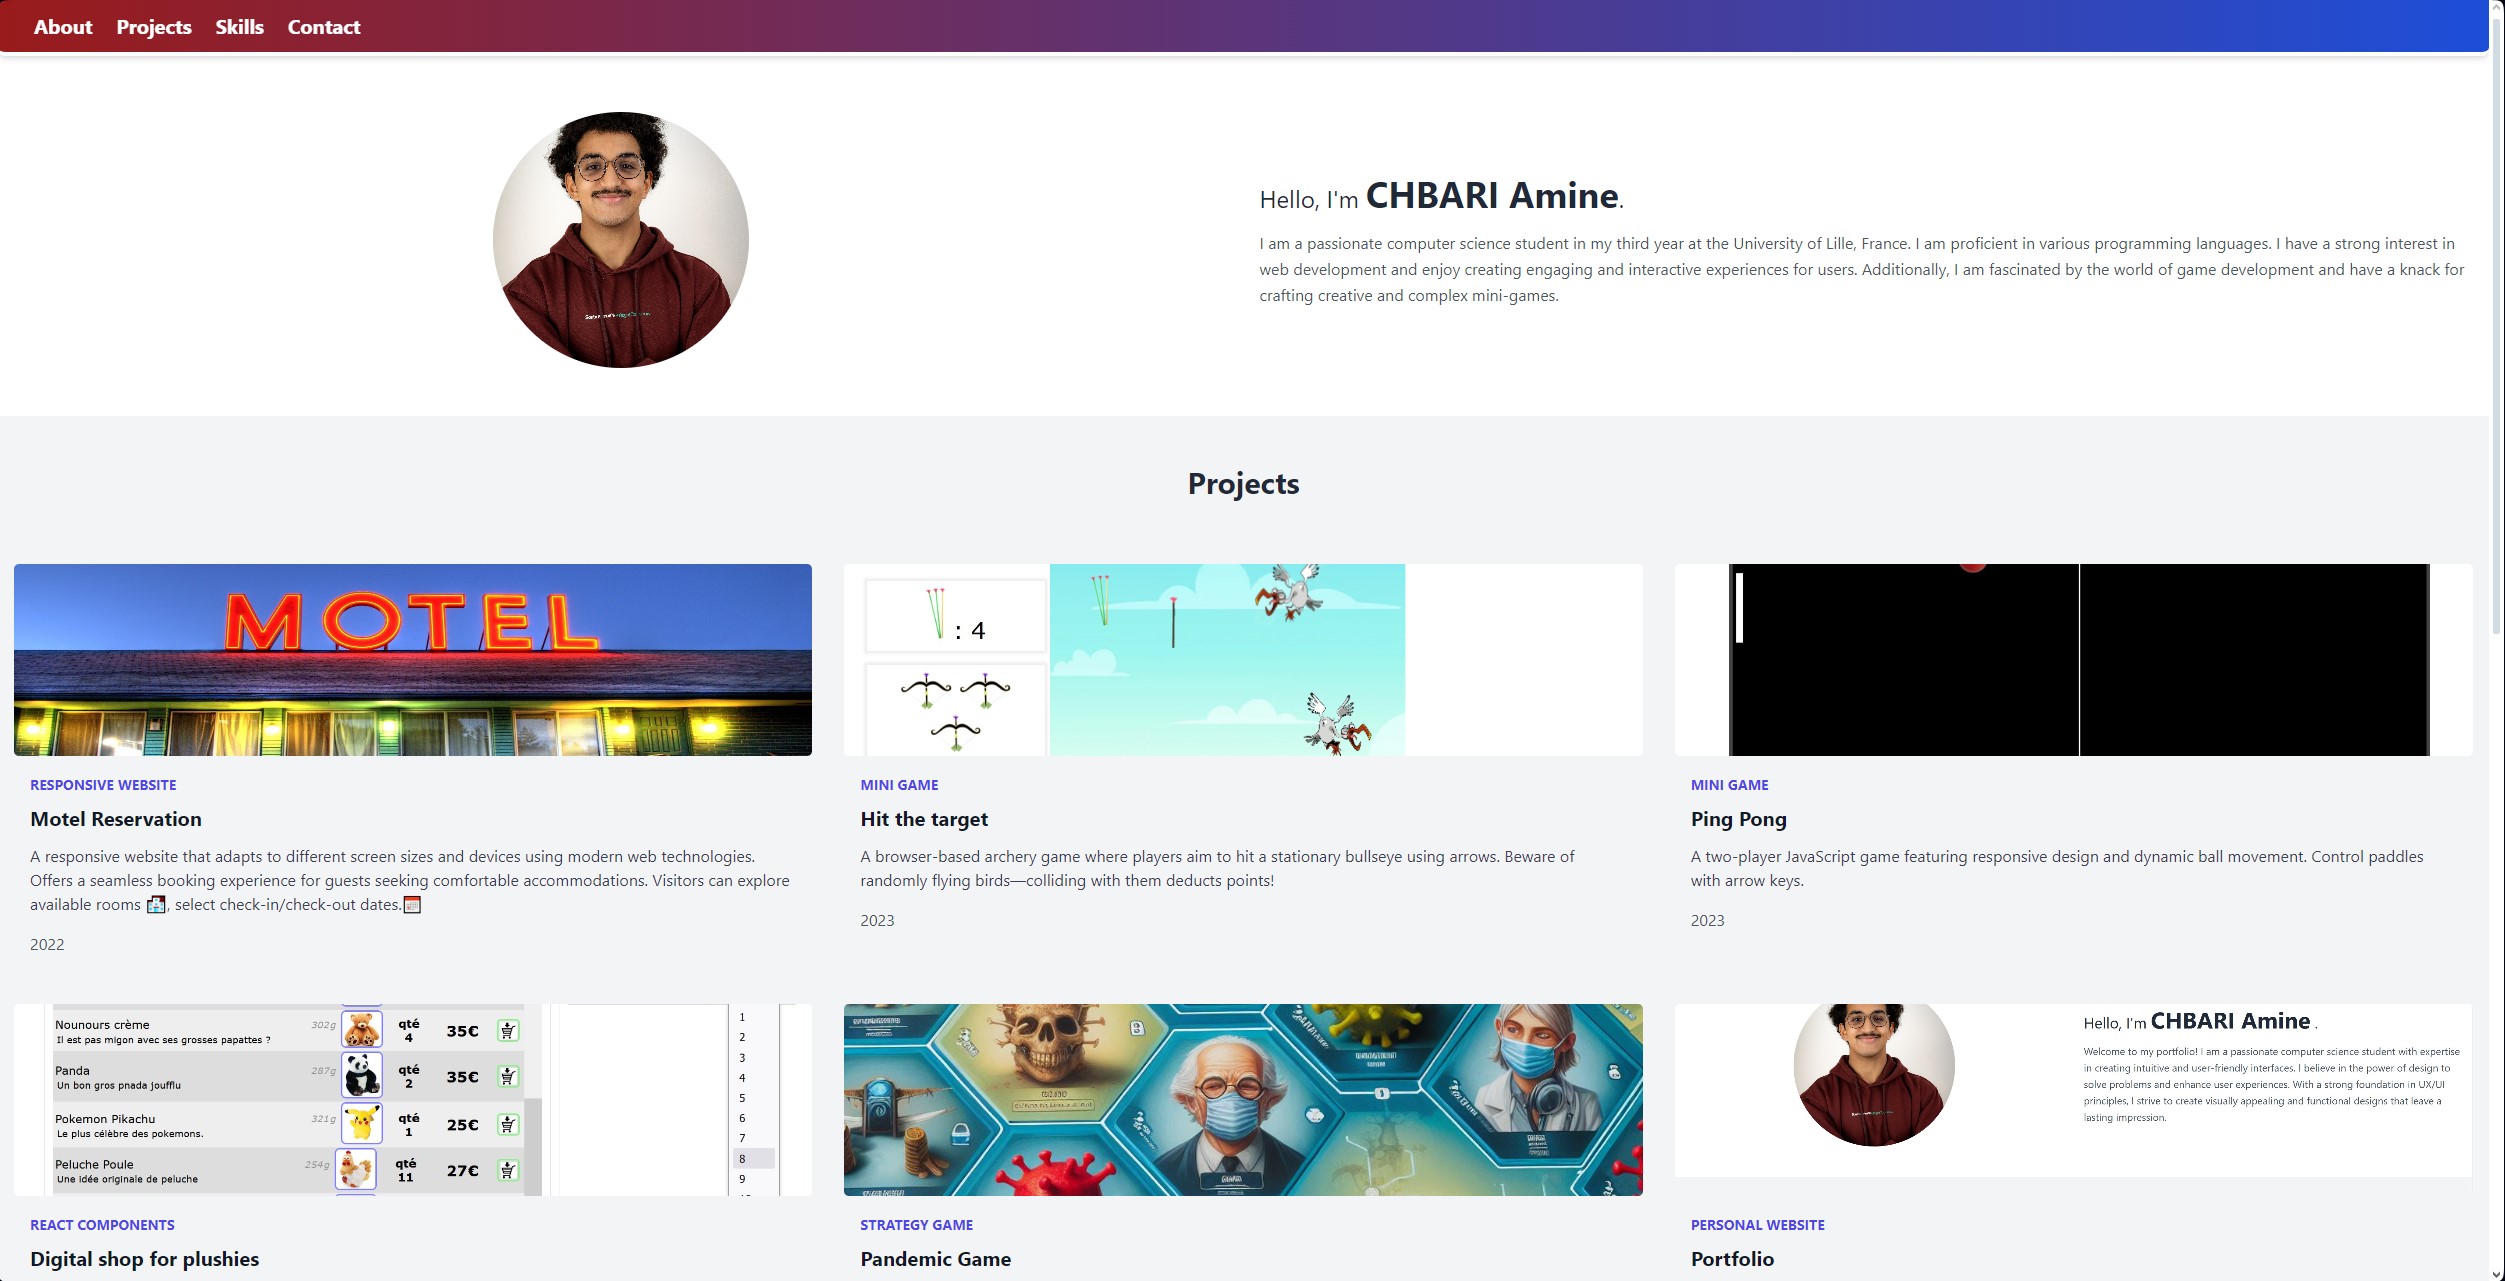 About Projects Skills Contact
Hello, I'm CHBARI Amine.
I am a passionate computer science student in my third year at the University of Lille, France. I am proficient in various programming languages. I have a strong interest in
web development and enjoy creating engaging and interactive experiences for users. Additionally, I am fascinated by the world of game development and have a knack for
crafting creative and complex mini-games.
Projects
MOTEL
RESPONSIVE WEBSITE
Motel Reservation
A responsive website that adapts to different screen sizes and devices using modern web technologies.
Offers a seamless booking experience for guests seeking comfortable accommodations. Visitors can explore
available rooms 🏨, select check-in/check-out dates.📅
2022
: 4
MINI GAME
Hit the target
A browser-based archery game where players aim to hit a stationary bullseye using arrows. Beware of
randomly flying birds—colliding with them deducts points!
2023
MINI GAME
Ping Pong
A two-player JavaScript game featuring responsive design and dynamic ball movement. Control paddles
with arrow keys.
2023
Nounours crème 302g qté 4 35€
Il est pas migon avec ses grosses papattes ?
Panda 287g qté 2 35€
Un bon gros pnada joufflu
Pokemon Pikachu 321g qté 1 25€
Le plus célèbre des pokemons.
Peluche Poule 254g qté 11 27€
Une idée originale de peluche
1
2
3
4
5
6
7
8
9
REACT COMPONENTS
Digital shop for plushies
STRATEGY GAME
Pandemic Game
Hello, I'm CHBARI Amine .
Welcome to my portfolio! I am a passionate computer science student with expertise
in creating intuitive and user-friendly interfaces. I believe in the power of design to
solve problems and enhance user experiences. With a strong foundation in UX/UI
principles, I strive to create visually appealing and functional designs that leave a
lasting impression.
PERSONAL WEBSITE
Portfolio